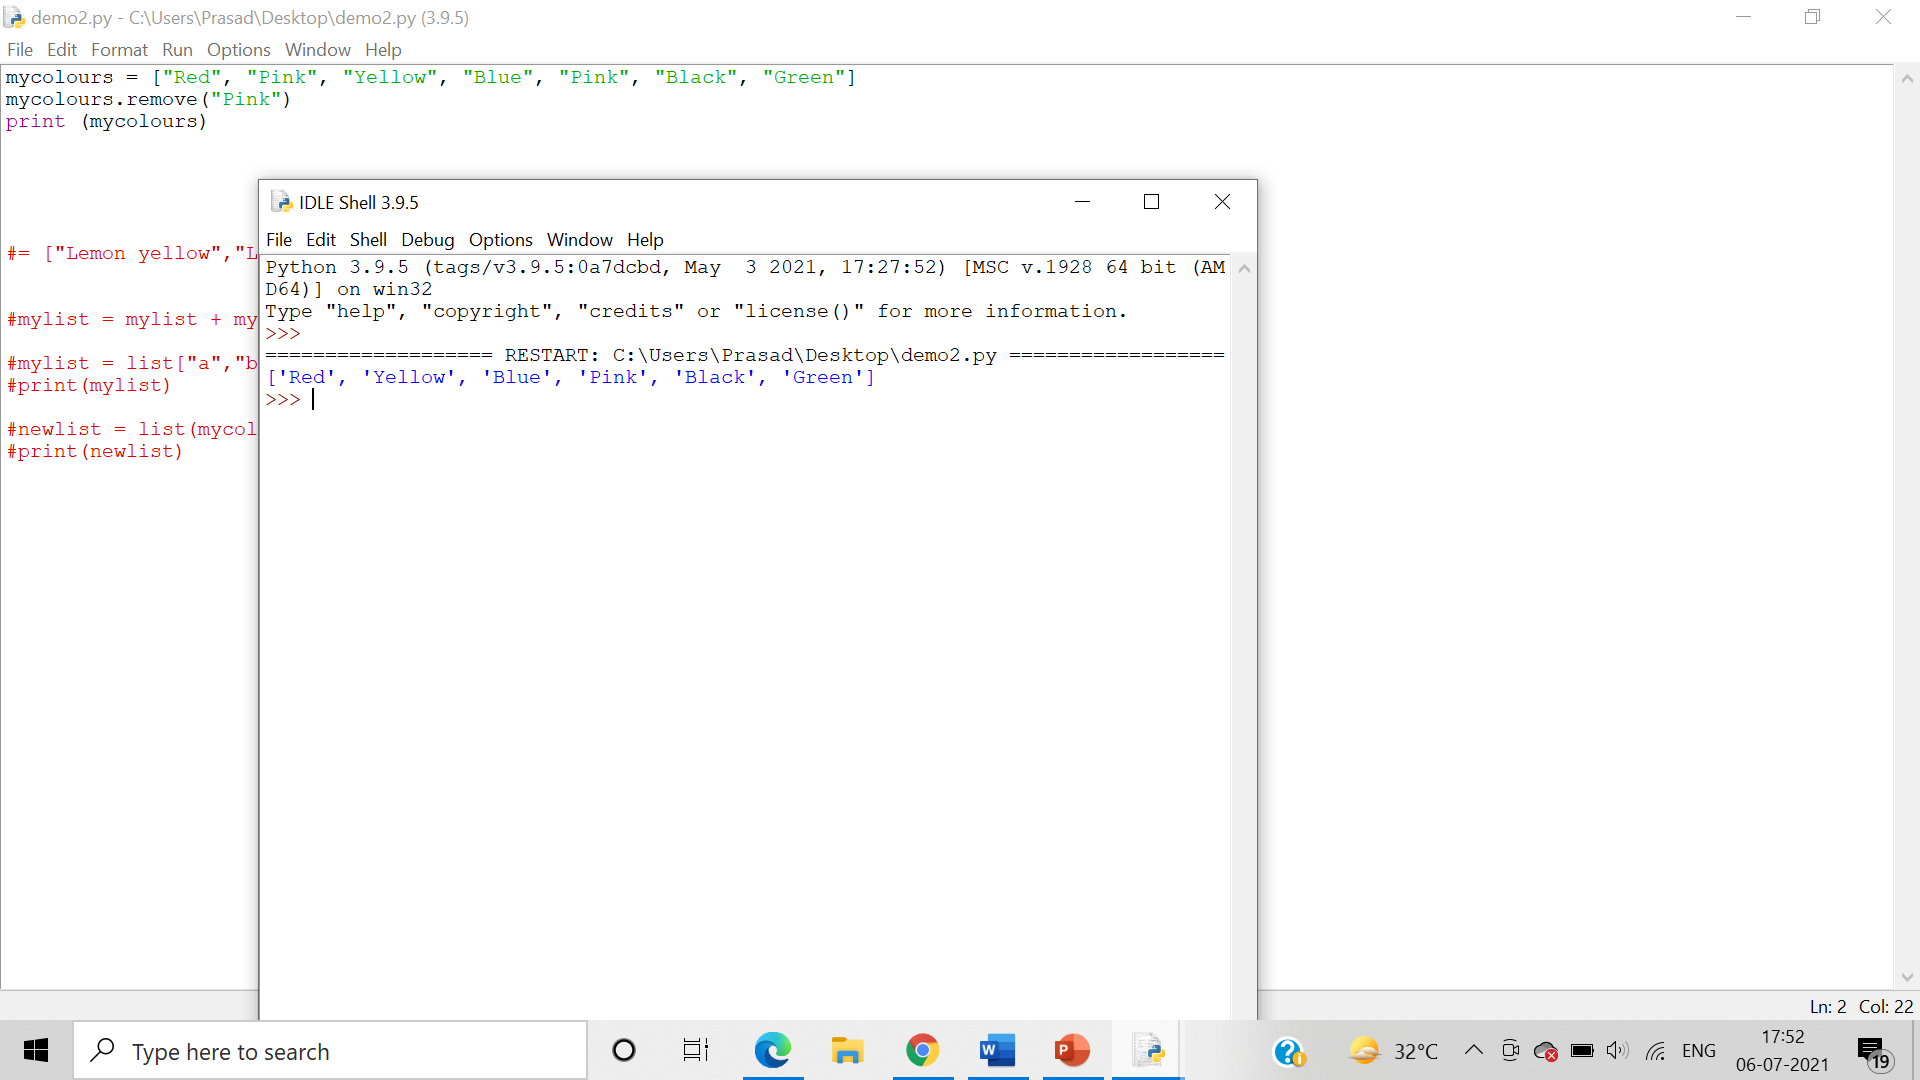 demo2.py - C:\Users\Prasad\Desktop\demo2.py (3.9.5)
File Edit Format Run Options Window Help
mycolours = ["Red", "Pink", "Yellow", "Blue", "Pink", "Black", "Green"]
mycolours.remove("Pink")
print (mycolours)
#= ["Lemon yellow","L
#mylist = mylist + my
#mylist = list["a","b
#print(mylist)
#newlist = list(mycol
#print(newlist)
IDLE Shell 3.9.5
File Edit Shell Debug Options Window Help
Python 3.9.5 (tags/v3.9.5:0a7dcbd, May  3 2021, 17:27:52) [MSC v.1928 64 bit (AM
D64)] on win32
Type "help", "copyright", "credits" or "license()" for more information.
>>>
=================== RESTART: C:\Users\Prasad\Desktop\demo2.py ==================
['Red', 'Yellow', 'Blue', 'Pink', 'Black', 'Green']
>>>
Ln: 2 Col: 22
Type here to search
32°C
ENG
17:52
06-07-2021
19